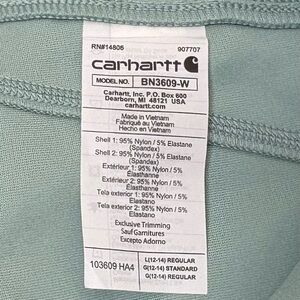 RN#14806 907707
carhartt
MODEL NO. BN3609-W
Carhartt, Inc. P.O. Box 600
Dearborn, MI 48121 USA
carhartt.com
Made in Vietnam
Fabriqué au Vietnam
Hecho en Vietnam
Shell 1: 95% Nylon / 5% Elastane
(Spandex)
Shell 2: 95% Nylon / 5% Elastane
(Spandex)
Extérieur 1: 95% Nylon / 5%
Élasthanne
Extérieur 2: 95% Nylon / 5%
Élasthanne
Tela exterior 1: 95% Nylon / 5%
Elastano
Tela exterior 2: 95% Nylon / 5%
Elastano
Exclusive Trimming
Sauf Garnitures
Excepto Adorno
103609 HA4
L(12-14) REGULAR
G(12-14) STANDARD
G(12-14) REGULAR